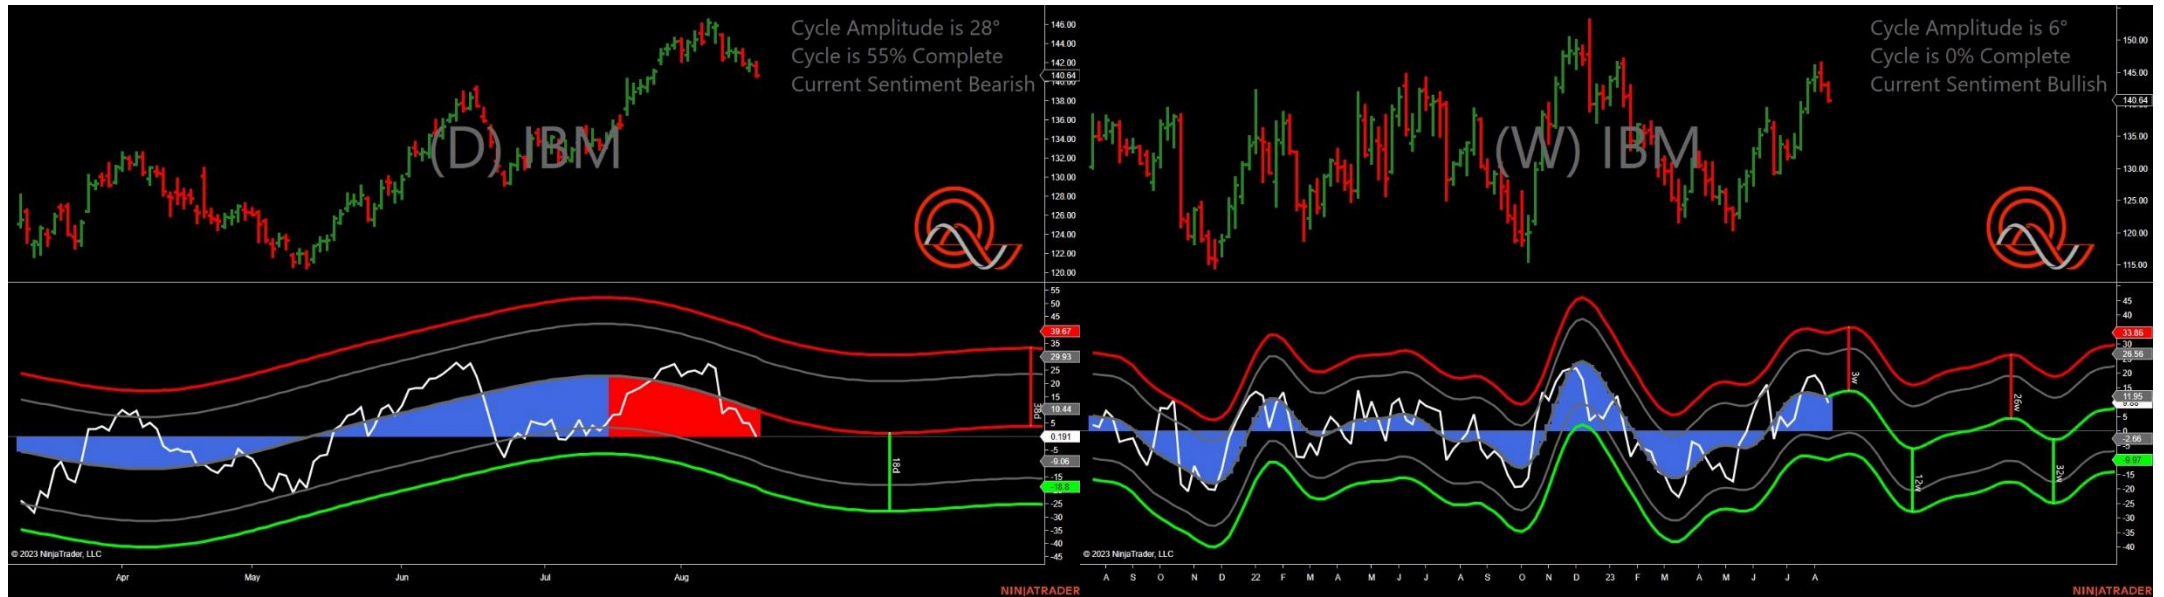 Cycle Amplitude is 28°
Cycle is 55% Complete
Current Sentiment Bearish
(D) IBM
146.00
144.00
142.00
140.64
140.00
138.00
136.00
134.00
132.00
130.00
128.00
126.00
124.00
122.00
120.00
55
50
45
39.67
35
29.93
25
20
15
10.44
5
0.191
-5
-9.06
-15
-18.8
-25
-30
-35
-40
-45
38d
18d
© 2023 NinjaTrader, LLC
Apr
May
Jun
Jul
Aug
NINJATRADER
Cycle Amplitude is 6°
Cycle is 0% Complete
Current Sentiment Bullish
(W) IBM
150.00
145.00
140.64
135.00
130.00
125.00
120.00
115.00
45
40
33.86
30
26.56
20
15
11.95
5
0
-2.66
-9.97
-15
-20
-25
-30
-35
-40
3w
26w
12w
32w
© 2023 NinjaTrader, LLC
A
S
O
N
D
22
F
M
A
M
J
J
A
S
O
N
D
23
F
M
A
M
J
J
A
NINJATRADER